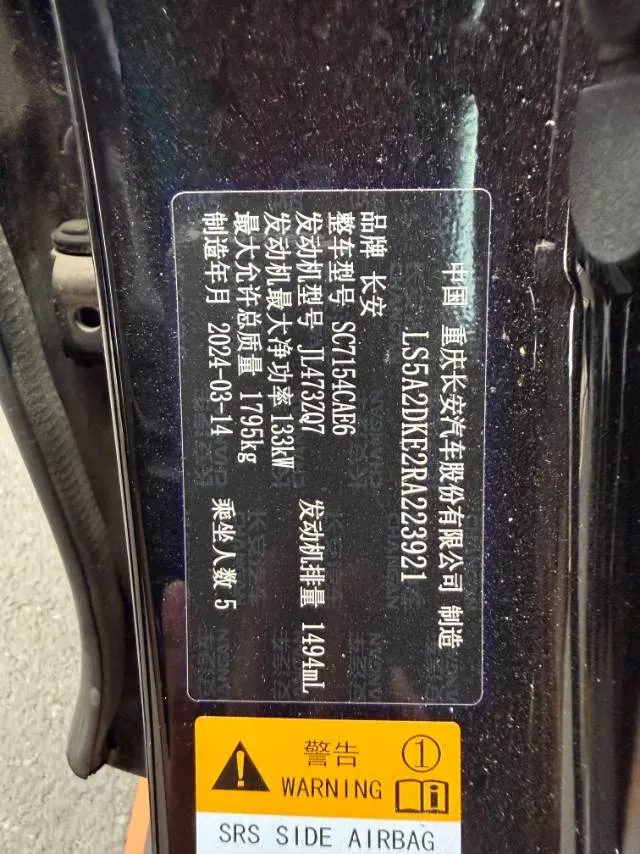 中国 重庆长安汽车股份有限公司 制造
LS5A2DKE2RA223921
品牌 长安
整车型号 SC7154CAE6
发动机型号 JL473ZQ7 发动机排量 1494mL
发动机最大净功率 133kW
最大允许总质量 1795kg
制造年月 2024-03-14 乘坐人数 5
警告 1
WARNING i
SRS SIDE AIRBAG